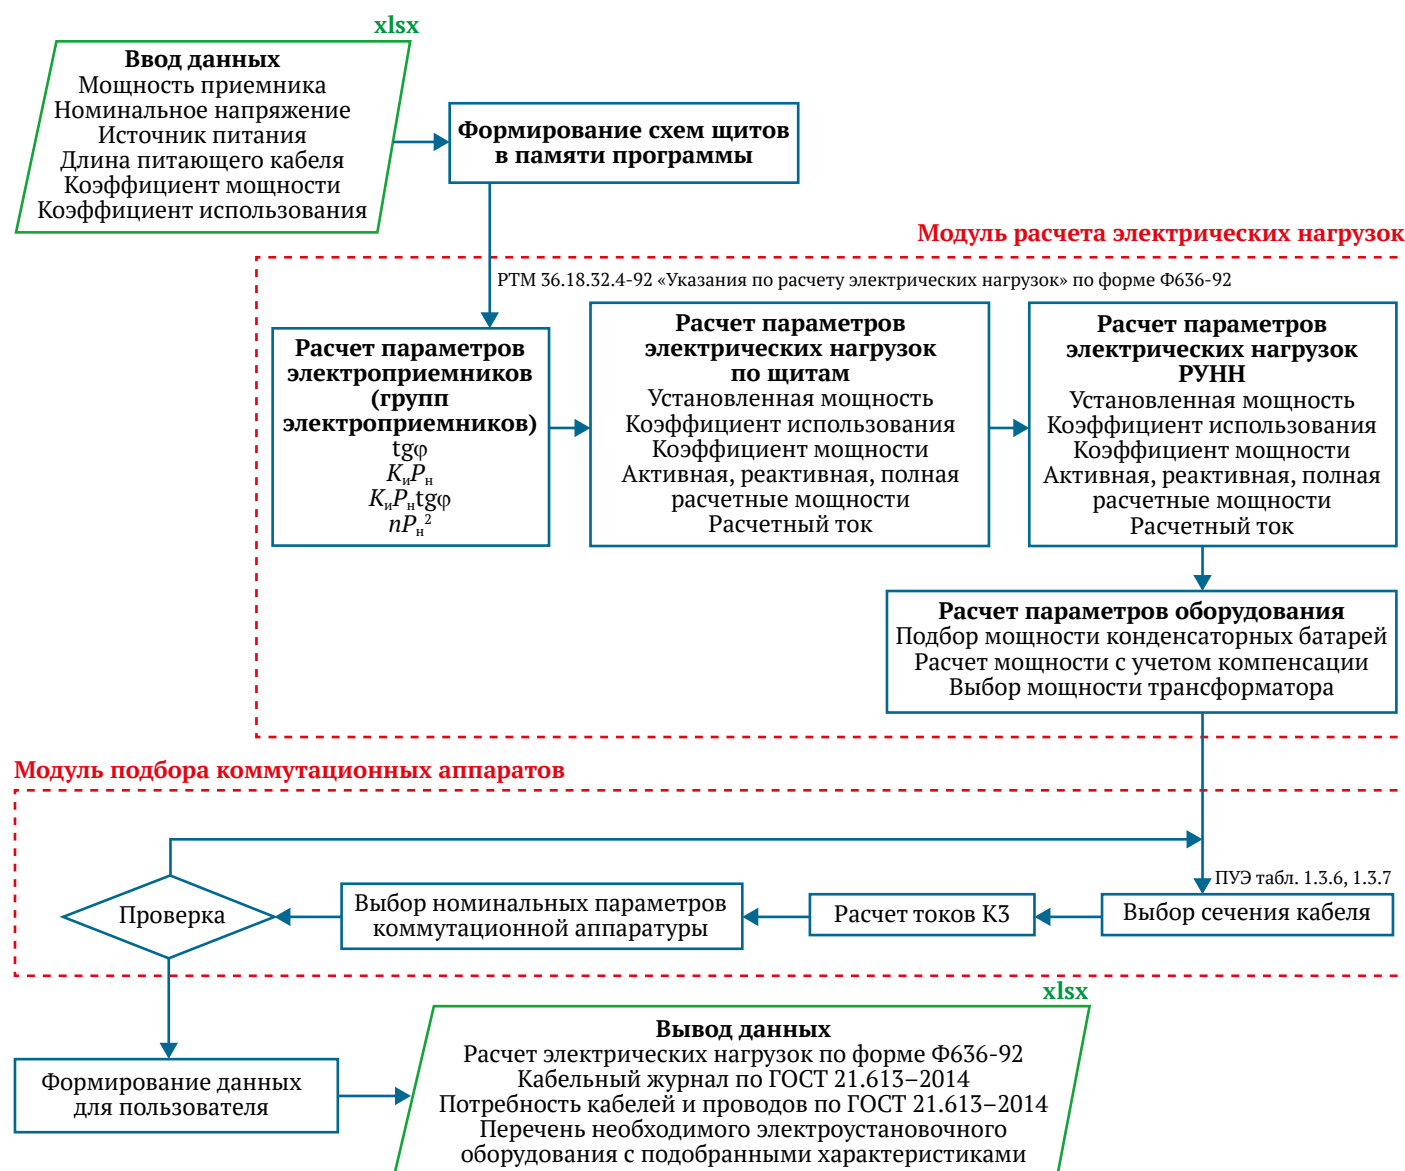 xlsx
Ввод данных
Мощность приемника
Номинальное напряжение
Источник питания
Длина питающего кабеля
Коэффициент мощности
Коэффициент использования
Формирование схем щитов
в памяти программы
Модуль расчета электрических нагрузок
РТМ 36.18.32.4-92 «Указания по расчету электрических нагрузок» по форме Ф636-92
Расчет параметров
электроприемников
(групп
электроприемников)
tgφ
KиPн
KиPнtgφ
nPн²
Расчет параметров
электрических нагрузок
по щитам
Установленная мощность
Коэффициент использования
Коэффициент мощности
Активная, реактивная, полная
расчетные мощности
Расчетный ток
Расчет параметров
электрических нагрузок
РУНН
Установленная мощность
Коэффициент использования
Коэффициент мощности
Активная, реактивная, полная
расчетные мощности
Расчетный ток
Расчет параметров оборудования
Подбор мощности конденсаторных батарей
Расчет мощности с учетом компенсации
Выбор мощности трансформатора
Модуль подбора коммутационных аппаратов
ПУЭ табл. 1.3.6, 1.3.7
Выбор сечения кабеля
Расчет токов КЗ
Выбор номинальных параметров
коммутационной аппаратуры
Проверка
Формирование данных
для пользователя
xlsx
Вывод данных
Расчет электрических нагрузок по форме Ф636-92
Кабельный журнал по ГОСТ 21.613–2014
Потребность кабелей и проводов по ГОСТ 21.613–2014
Перечень необходимого электроустановочного
оборудования с подобранными характеристиками